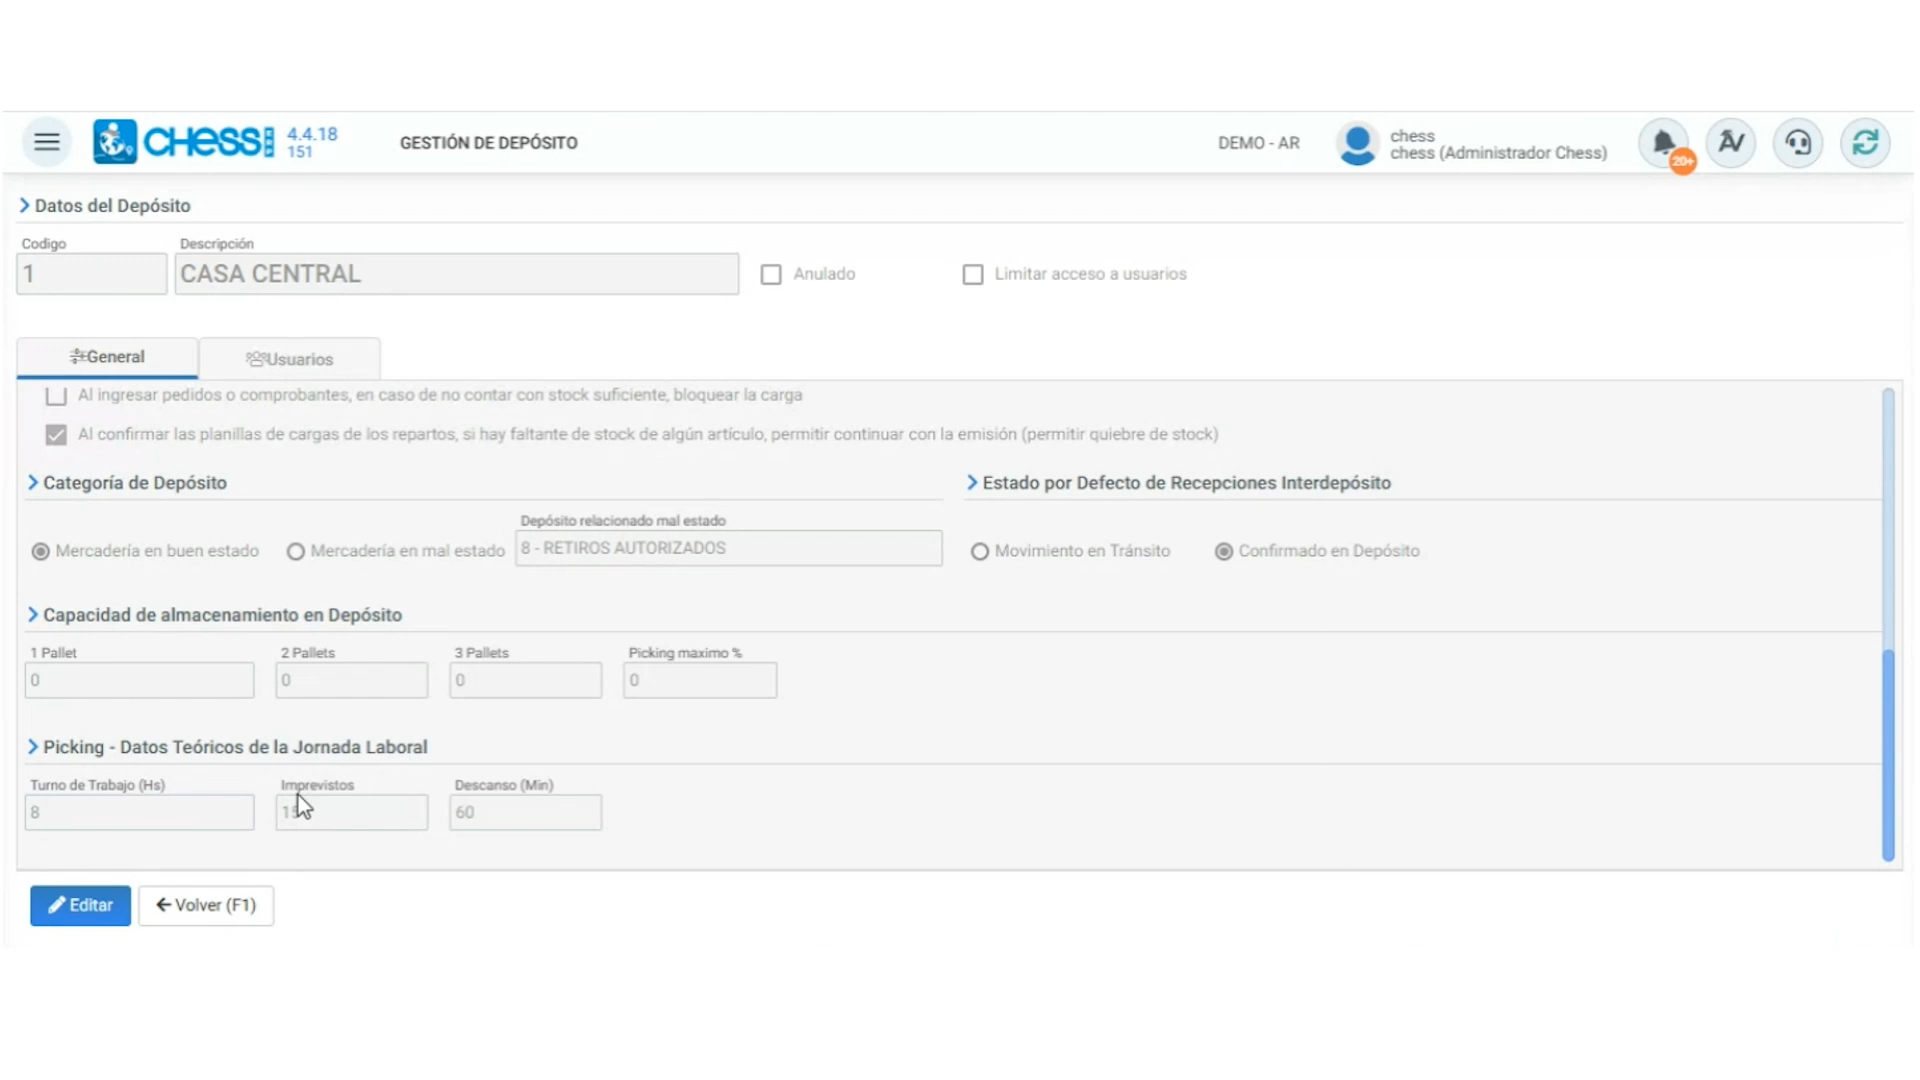 CHESS 4.4.18
151
GESTIÓN DE DEPÓSITO
DEMO - AR
chess
chess (Administrador Chess)
20+
Datos del Depósito
Codigo Descripción
1 CASA CENTRAL Anulado Limitar acceso a usuarios
General Usuarios
Al ingresar pedidos o comprobantes, en caso de no contar con stock suficiente, bloquear la carga
Al confirmar las planillas de cargas de los repartos, si hay faltante de stock de algún artículo, permitir continuar con la emisión (permitir quiebre de stock)
Categoría de Depósito Estado por Defecto de Recepciones Interdepósito
Depósito relacionado mal estado
Mercadería en buen estado Mercadería en mal estado 8 - RETIROS AUTORIZADOS Movimiento en Tránsito Confirmado en Depósito
Capacidad de almacenamiento en Depósito
1 Pallet 2 Pallets 3 Pallets Picking maximo %
0 0 0 0
Picking - Datos Teóricos de la Jornada Laboral
Turno de Trabajo (Hs) Imprevistos Descanso (Min)
8 60
Editar Volver (F1)